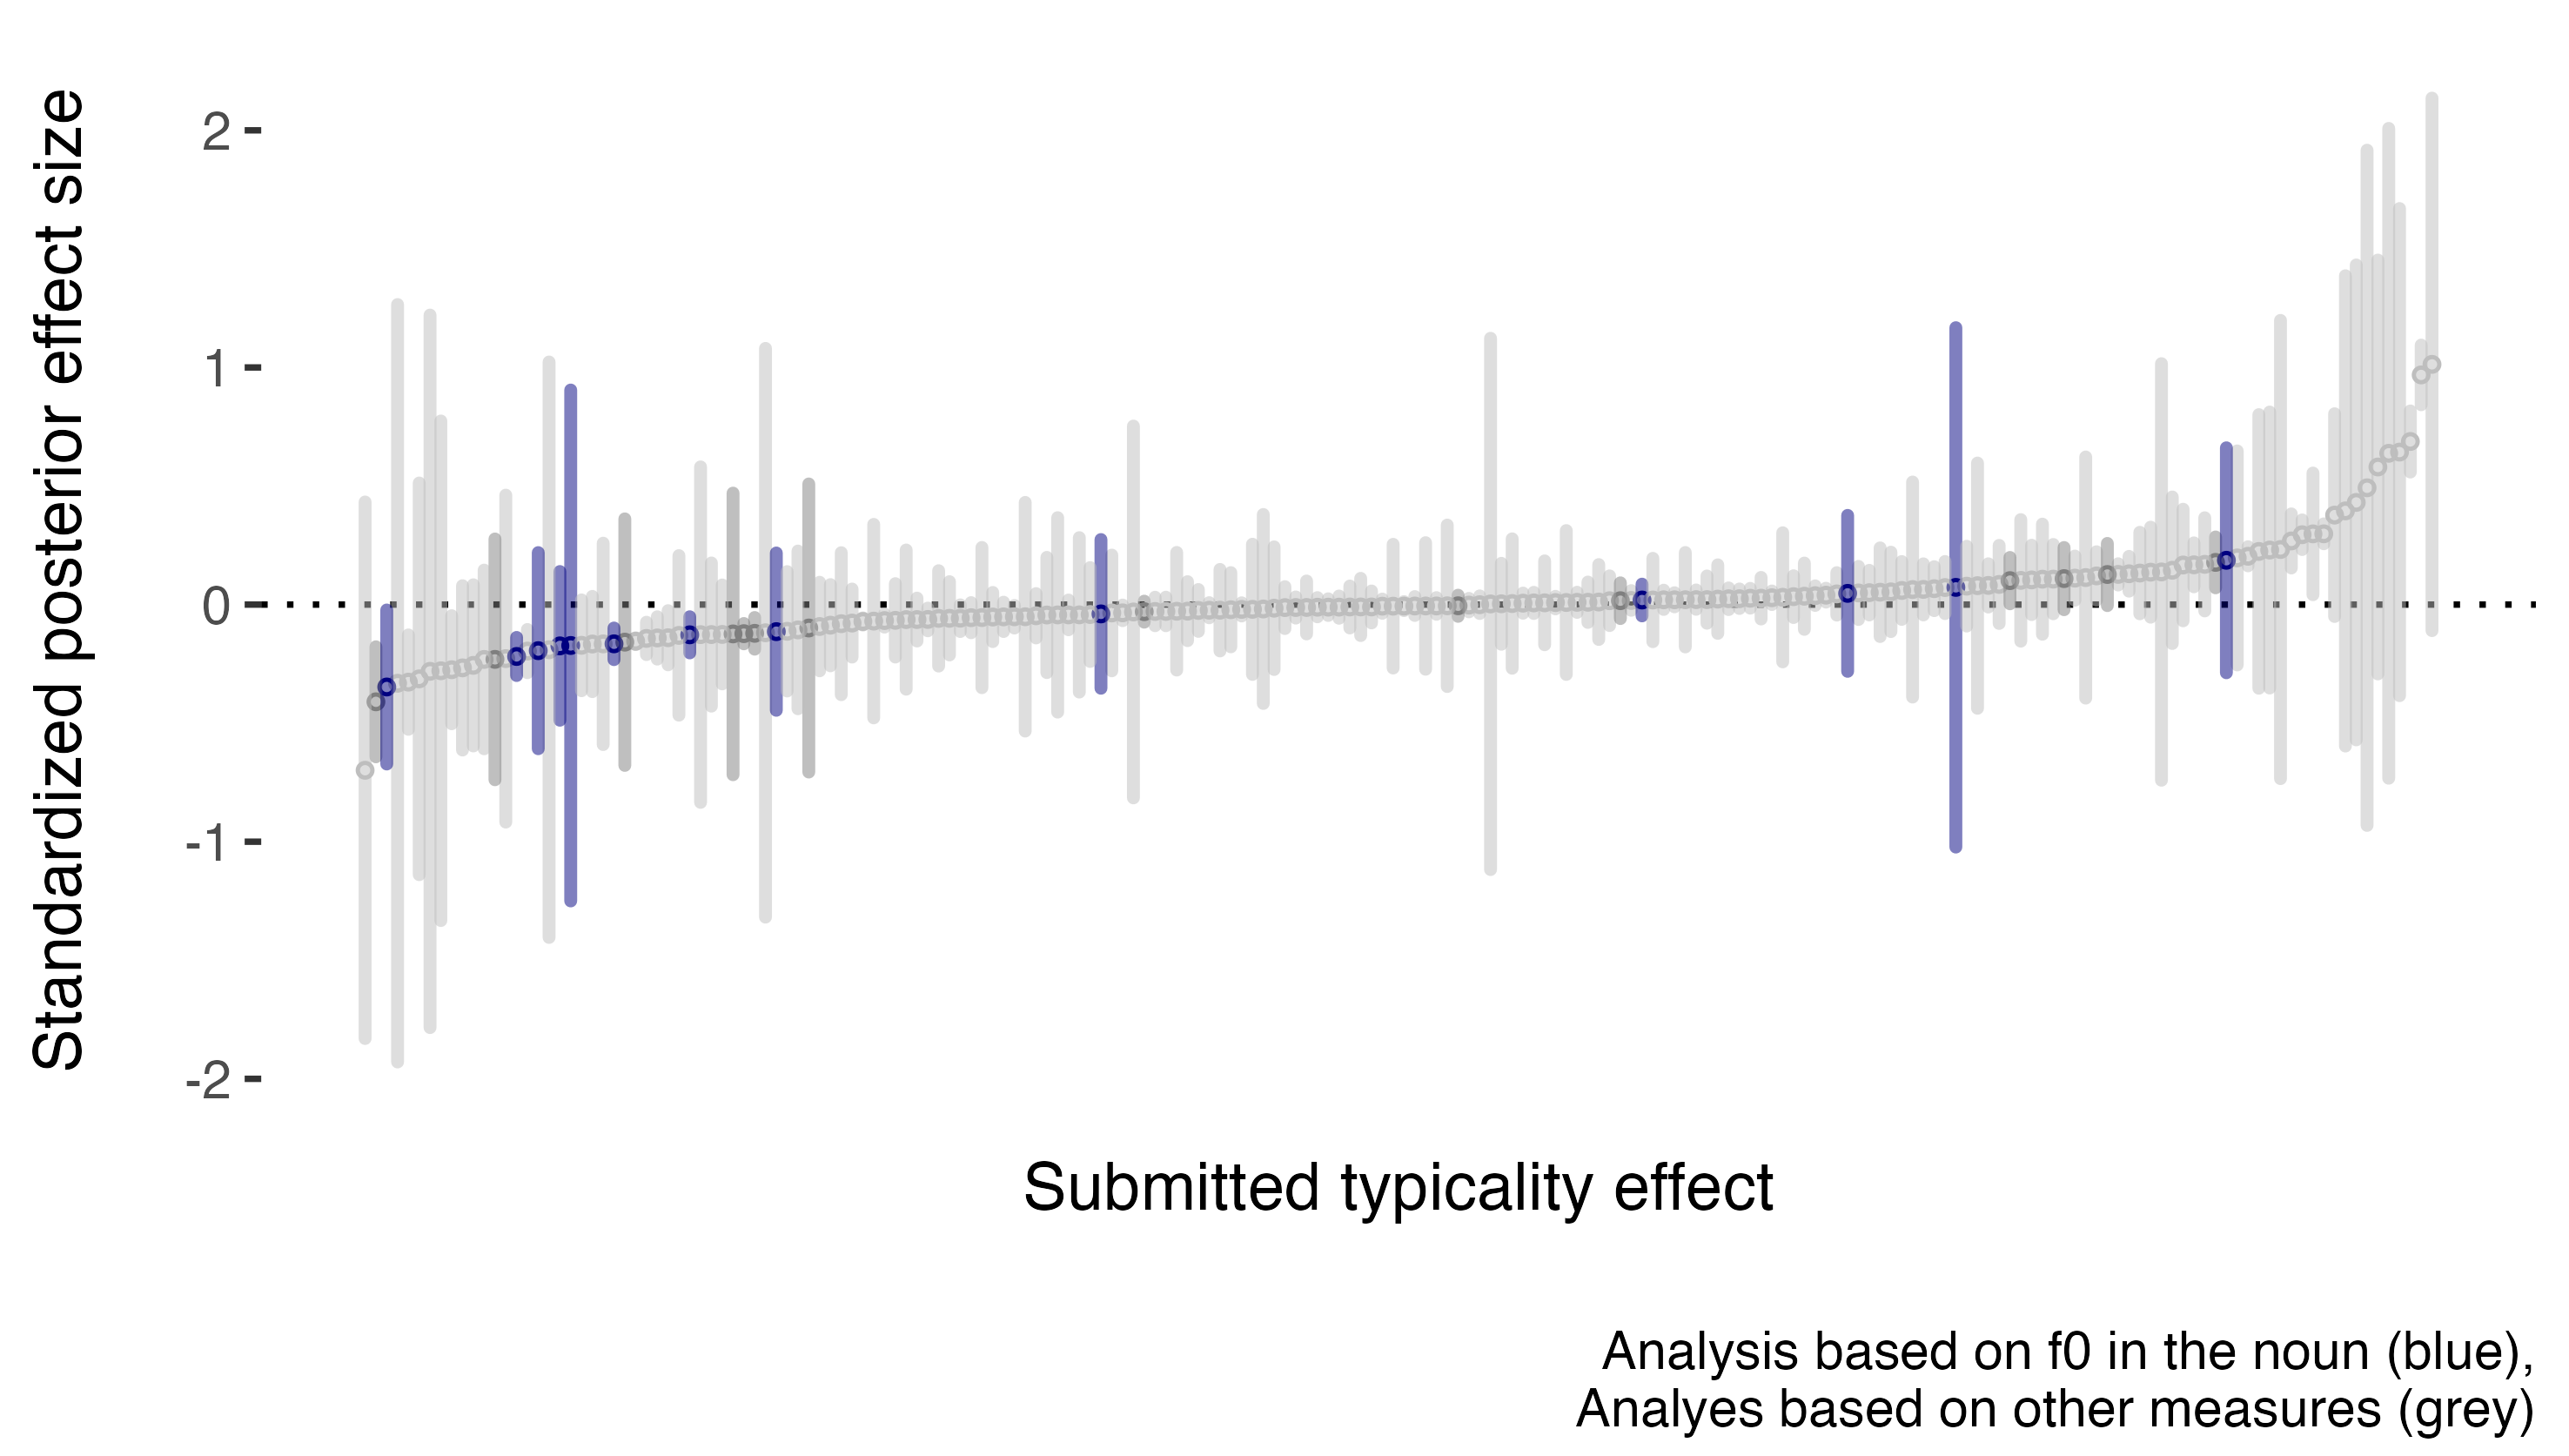 Standardized posterior effect size
2
1
0
-1
-2
Submitted typicality effect
Analysis based on f0 in the noun (blue),
Analyes based on other measures (grey)